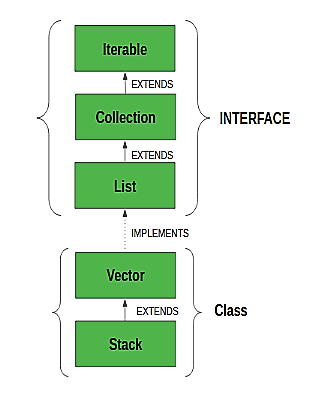 Iterable
EXTENDS
Collection
INTERFACE
EXTENDS
List
IMPLEMENTS
Vector
EXTENDS
Class
Stack